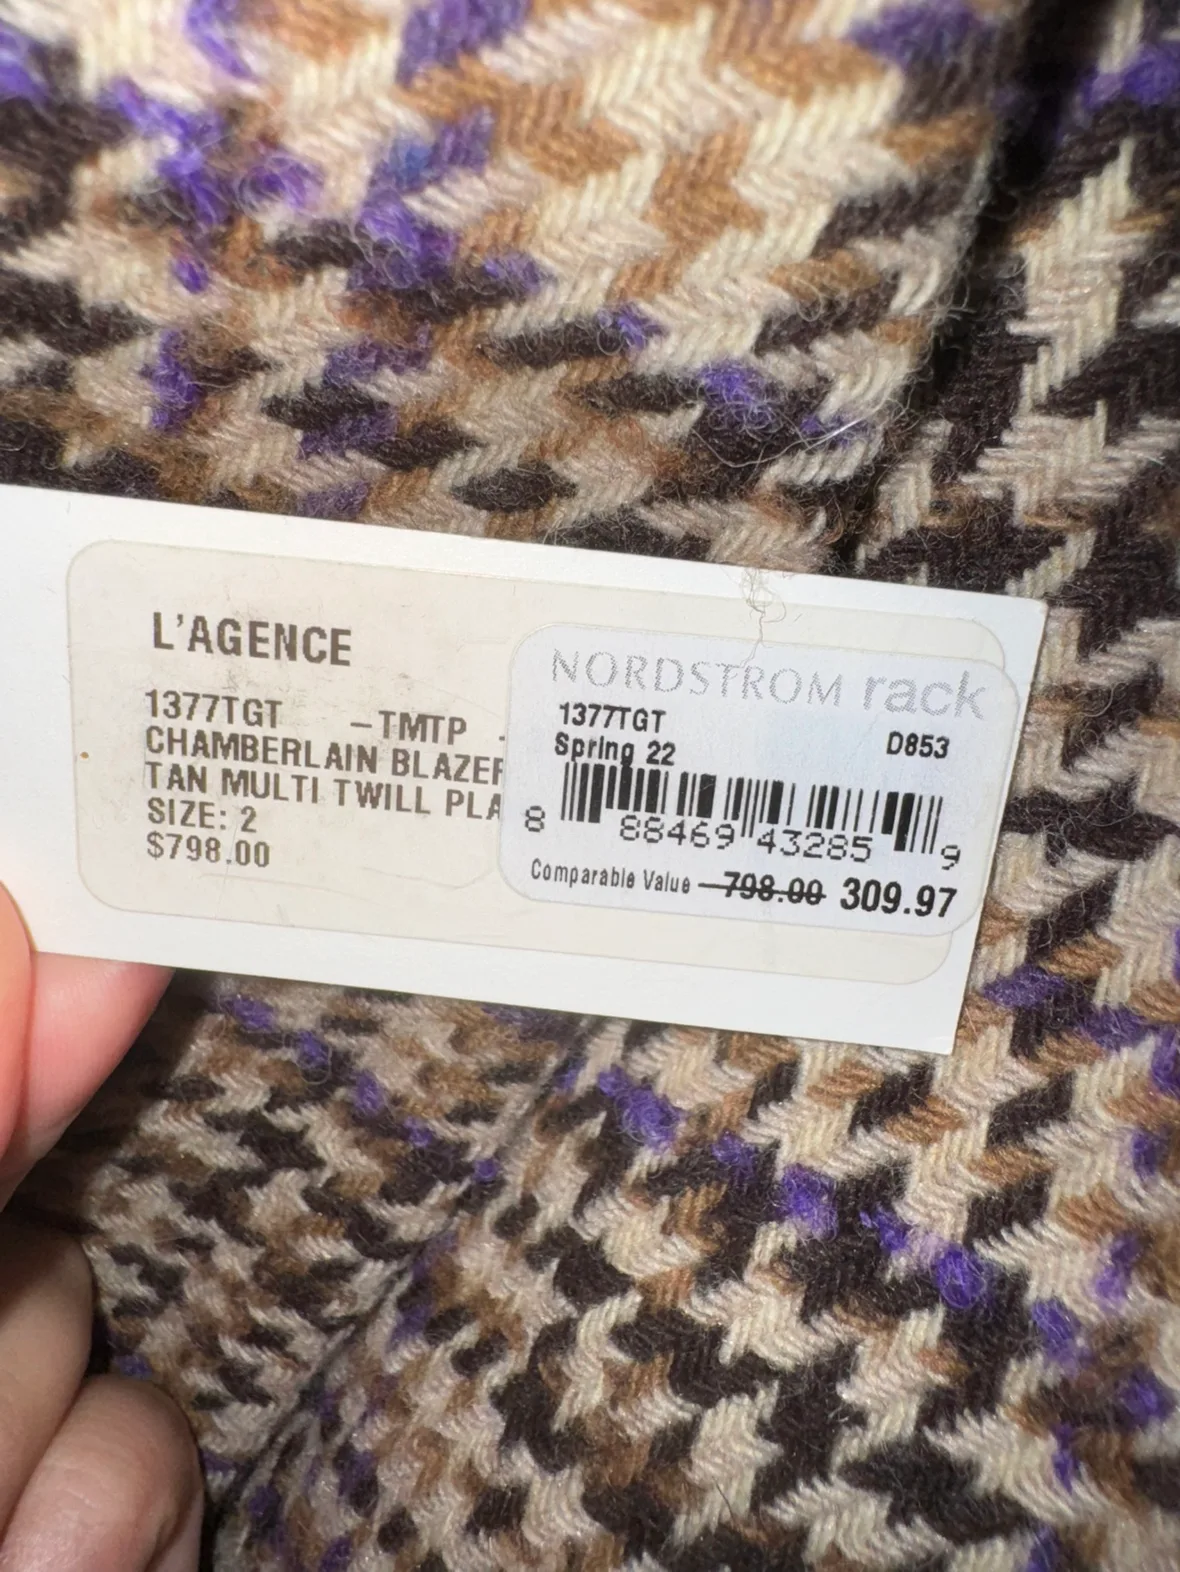 L'AGENCE
1377TGT –TMTP
CHAMBERLAIN BLAZER
TAN MULTI TWILL PLA
SIZE: 2
$798.00
NORDSTROM rack
1377TGT
Spring 22 D853
8 88469 43285 9
Comparable Value 798.00 309.97